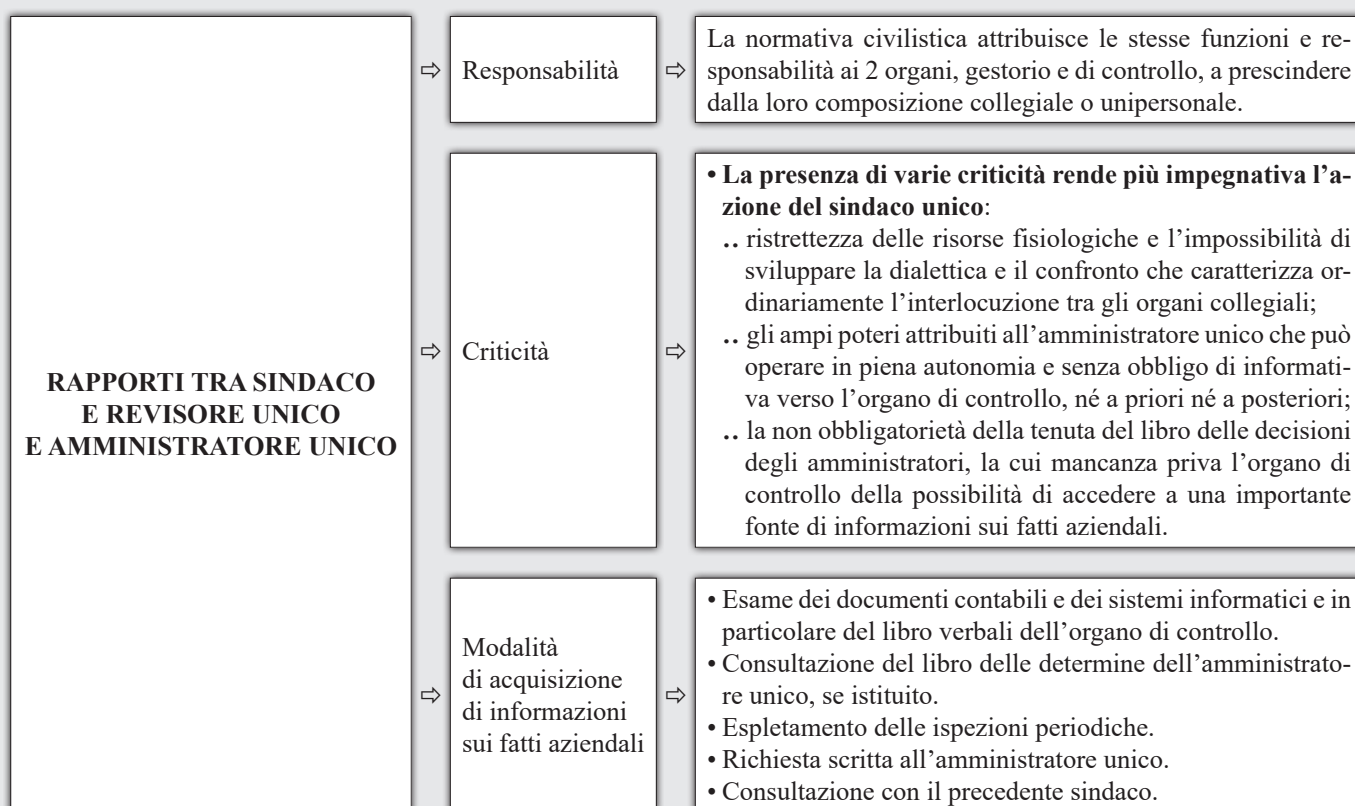 RAPPORTI TRA SINDACO
E REVISORE UNICO
E AMMINISTRATORE UNICO
⇨ Responsabilità ⇨
La normativa civilistica attribuisce le stesse funzioni e re-
sponsabilità ai 2 organi, gestorio e di controllo, a prescindere
dalla loro composizione collegiale o unipersonale.
⇨ Criticità ⇨
• La presenza di varie criticità rende più impegnativa l’a-
zione del sindaco unico:
.. ristrettezza delle risorse fisiologiche e l’impossibilità di
sviluppare la dialettica e il confronto che caratterizza or-
dinariamente l’interlocuzione tra gli organi collegiali;
.. gli ampi poteri attribuiti all’amministratore unico che può
operare in piena autonomia e senza obbligo di informati-
va verso l’organo di controllo, né a priori né a posteriori;
.. la non obbligatorietà della tenuta del libro delle decisioni
degli amministratori, la cui mancanza priva l’organo di
controllo della possibilità di accedere a una importante
fonte di informazioni sui fatti aziendali.
Modalità
di acquisizione
⇨ di informazioni ⇨
sui fatti aziendali
• Esame dei documenti contabili e dei sistemi informatici e in
particolare del libro verbali dell’organo di controllo.
• Consultazione del libro delle determine dell’amministrato-
re unico, se istituito.
• Espletamento delle ispezioni periodiche.
• Richiesta scritta all’amministratore unico.
• Consultazione con il precedente sindaco.